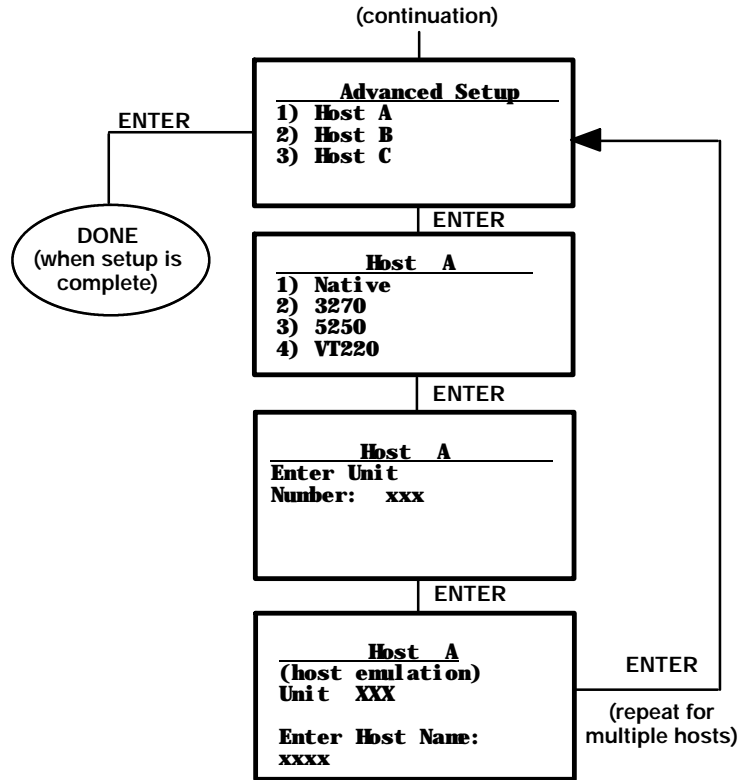 (continuation)
Advanced Setup
1) Host A
2) Host B
3) Host C
ENTER
DONE
(when setup is
complete)
ENTER
Host A
1) Native
2) 3270
3) 5250
4) VT220
ENTER
Host A
Enter Unit
Number: xxx
ENTER
Host A
(host emulation)
Unit XXX
Enter Host Name:
xxxx
ENTER
(repeat for
multiple hosts)